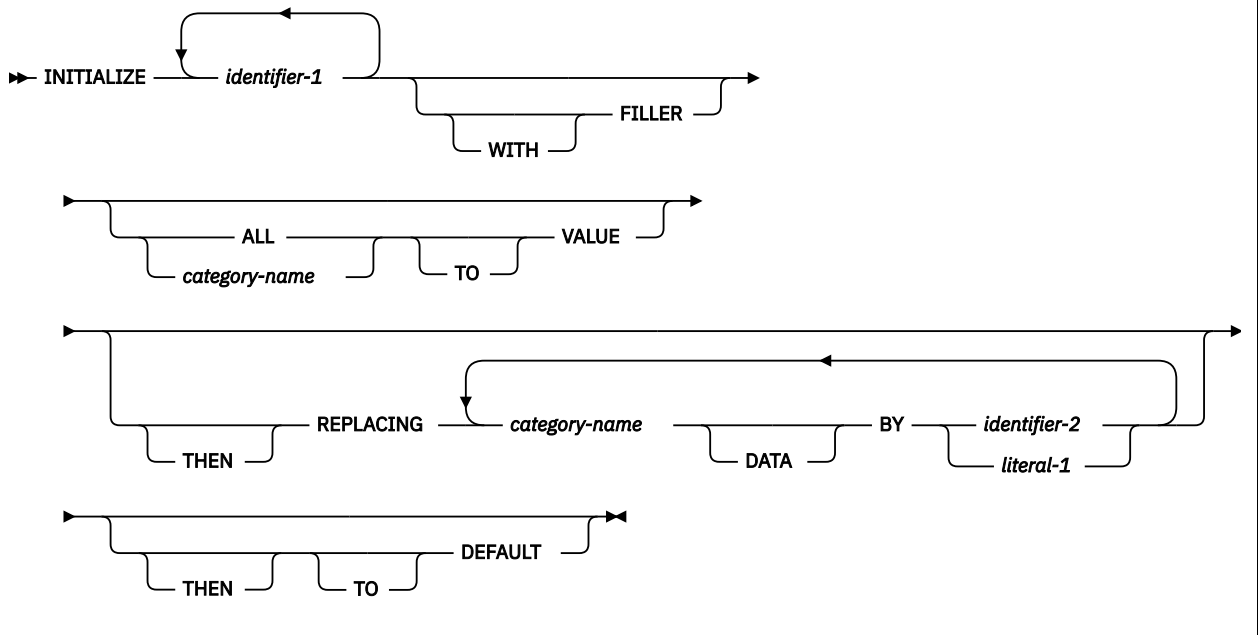 INITIALIZE identifier-1
FILLER
WITH
ALL VALUE
category-name TO
REPLACING category-name BY identifier-2
THEN DATA literal-1
DEFAULT
THEN TO